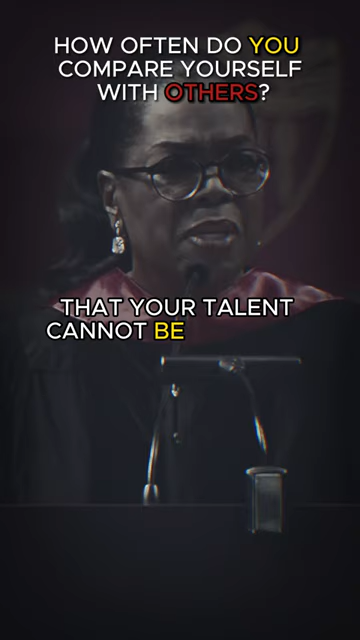 HOW OFTEN DO YOU
COMPARE YOURSELF
WITH OTHERS?
THAT YOUR TALENT
CANNOT BE